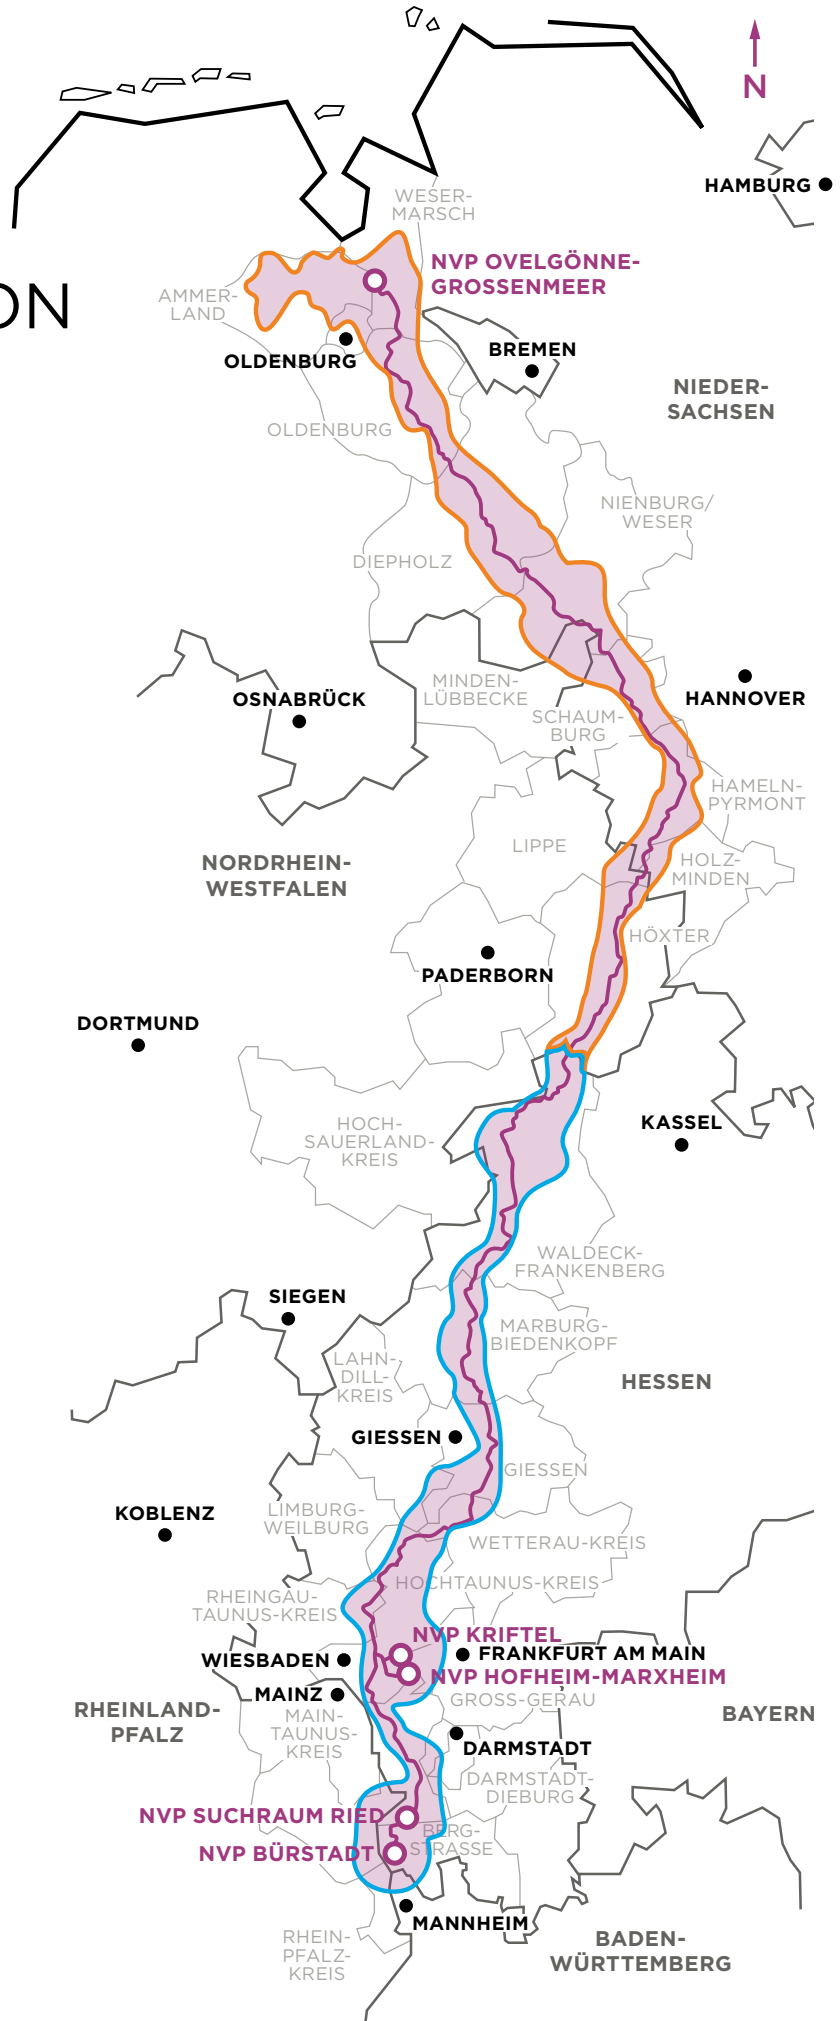 N
HAMBURG
WESER-
MARSCH
NVP OVELGÖNNE-
GROSSENMEER
AMMER-
LAND
ON
OLDENBURG
BREMEN
NIEDER-
SACHSEN
OLDENBURG
NIENBURG/
WESER
DIEPHOLZ
MINDEN-
LÜBBECKE
OSNABRÜCK
HANNOVER
SCHAUM-
BURG
HAMELN-
PYRMONT
LIPPE
HOLZ-
MINDEN
NORDRHEIN-
WESTFALEN
HÖXTER
PADERBORN
DORTMUND
HOCH-
SAUERLAND-
KREIS
KASSEL
WALDECK-
FRANKENBERG
SIEGEN
MARBURG-
BIEDENKOPF
LAHN-
DILL-
KREIS
HESSEN
GIESSEN
GIESSEN
KOBLENZ
LIMBURG-
WEILBURG
WETTERAU-KREIS
HOCHTAUNUS-KREIS
RHEINGAU-
TAUNUS-KREIS
NVP KRIFTEL
WIESBADEN
FRANKFURT AM MAIN
NVP HOFHEIM-MARXHEIM
MAINZ
GROSS-GERAU
RHEINLAND-
PFALZ
MAIN-
TAUNUS-
KREIS
BAYERN
DARMSTADT
DARMSTADT-
DIEBURG
NVP SUCHRAUM RIED
BERG-
STRASSE
NVP BÜRSTADT
MANNHEIM
RHEIN-
PFALZ-
KREIS
BADEN-
WÜRTTEMBERG